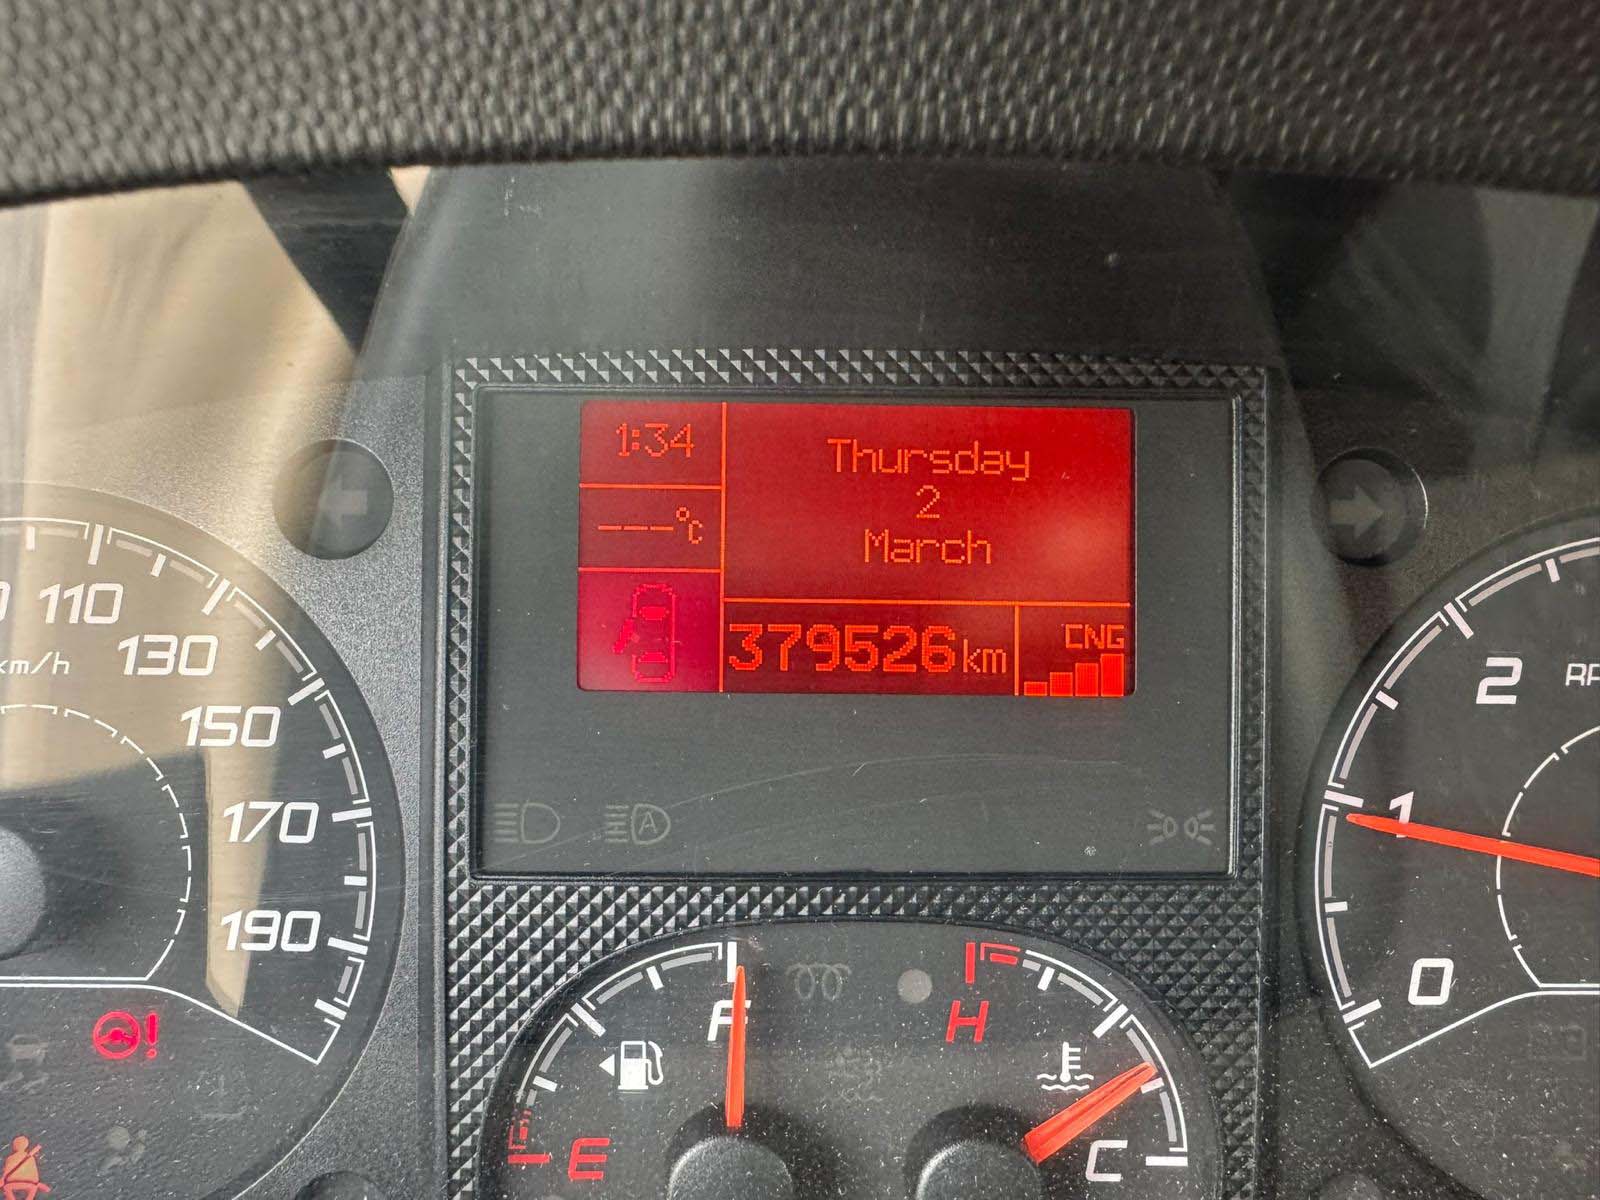 1:34
Thursday
2
March
---°C
379526km
CNG
110
130
km/h
150
170
190
2
1
0
F
E
H
C
A
!